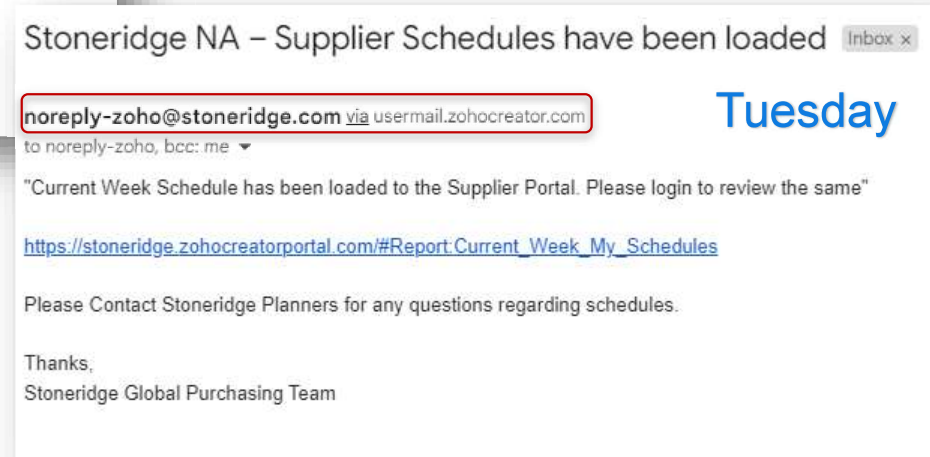 Stoneridge NA – Supplier Schedules have been loaded Inbox x
noreply-zoho@stoneridge.com via usermail.zohocreator.com
Tuesday
to noreply-zoho, bcc: me
"Current Week Schedule has been loaded to the Supplier Portal. Please login to review the same"
https://stoneridge.zohocreatorportal.com/#Report:Current_Week_My_Schedules
Please Contact Stoneridge Planners for any questions regarding schedules.
Thanks,
Stoneridge Global Purchasing Team